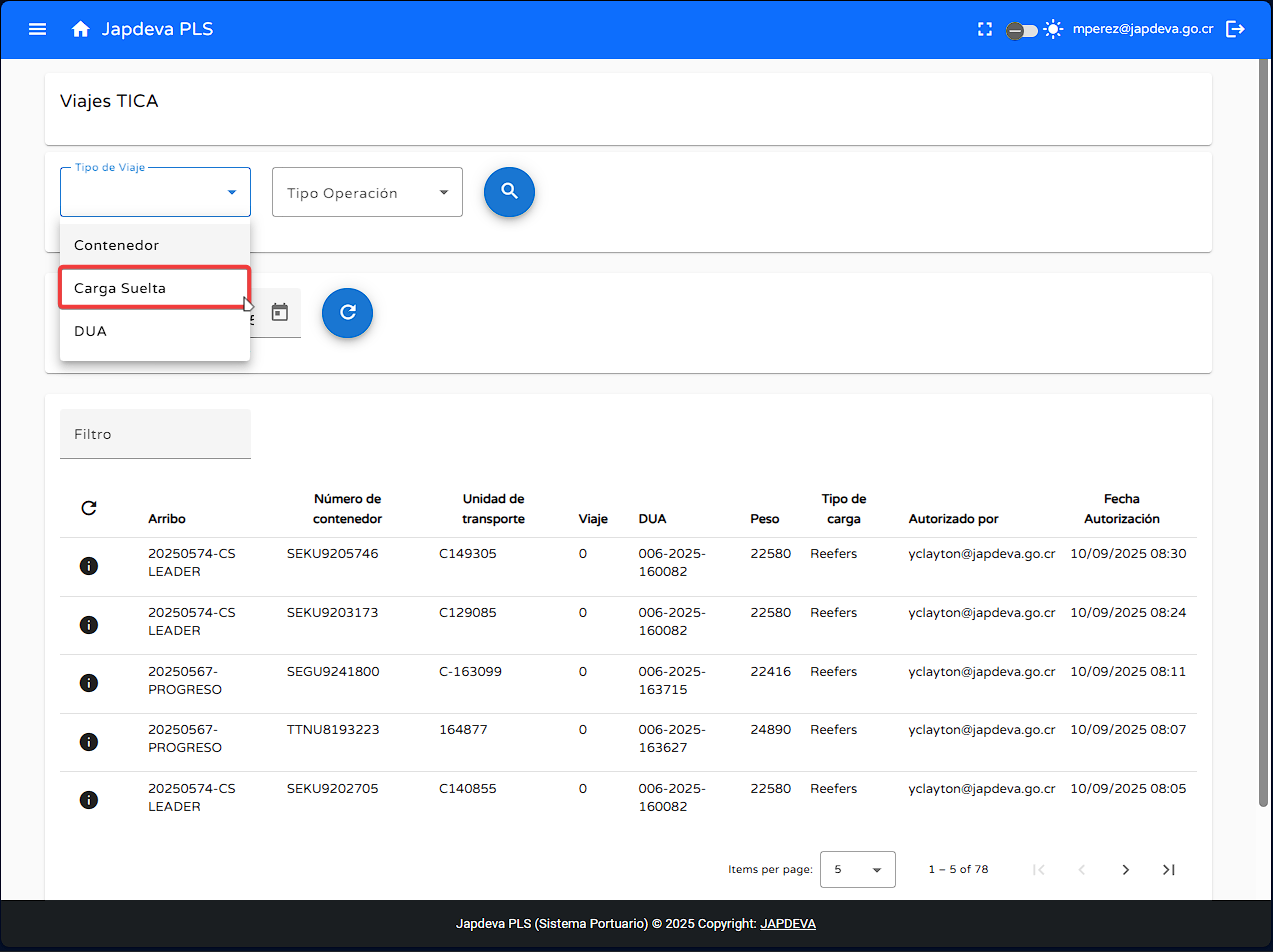 Japdeva PLS
mperez@japdeva.go.cr
Viajes TICA
Tipo de Viaje
Tipo Operación
Contenedor
Carga Suelta
DUA
Filtro
Arribo Número de contenedor Unidad de transporte Viaje DUA Peso Tipo de carga Autorizado por Fecha Autorización
20250574-CS SEKU9205746 C149305 0 006-2025- 22580 Reefers yclayton@japdeva.go.cr 10/09/2025 08:30
LEADER 160082
20250574-CS SEKU9203173 C129085 0 006-2025- 22580 Reefers yclayton@japdeva.go.cr 10/09/2025 08:24
LEADER 160082
20250567- SEGU9241800 C-163099 0 006-2025- 22416 Reefers yclayton@japdeva.go.cr 10/09/2025 08:11
PROGRESO 163715
20250567- TTNU8193223 164877 0 006-2025- 24890 Reefers yclayton@japdeva.go.cr 10/09/2025 08:07
PROGRESO 163627
20250574-CS SEKU9202705 C140855 0 006-2025- 22580 Reefers yclayton@japdeva.go.cr 10/09/2025 08:05
LEADER 160082
Items per page: 5 1 – 5 of 78
Japdeva PLS (Sistema Portuario) © 2025 Copyright: JAPDEVA